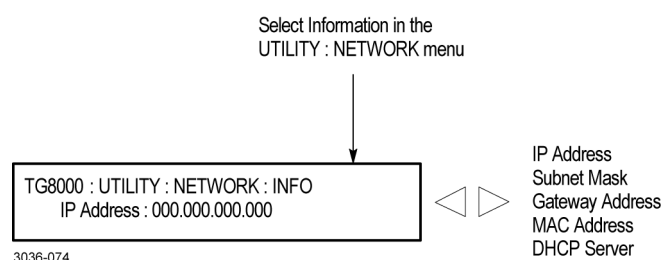 Select Information in the
UTILITY : NETWORK menu
TG8000 : UTILITY : NETWORK : INFO
IP Address : 000.000.000.000
IP Address
Subnet Mask
Gateway Address
MAC Address
DHCP Server
3036-074